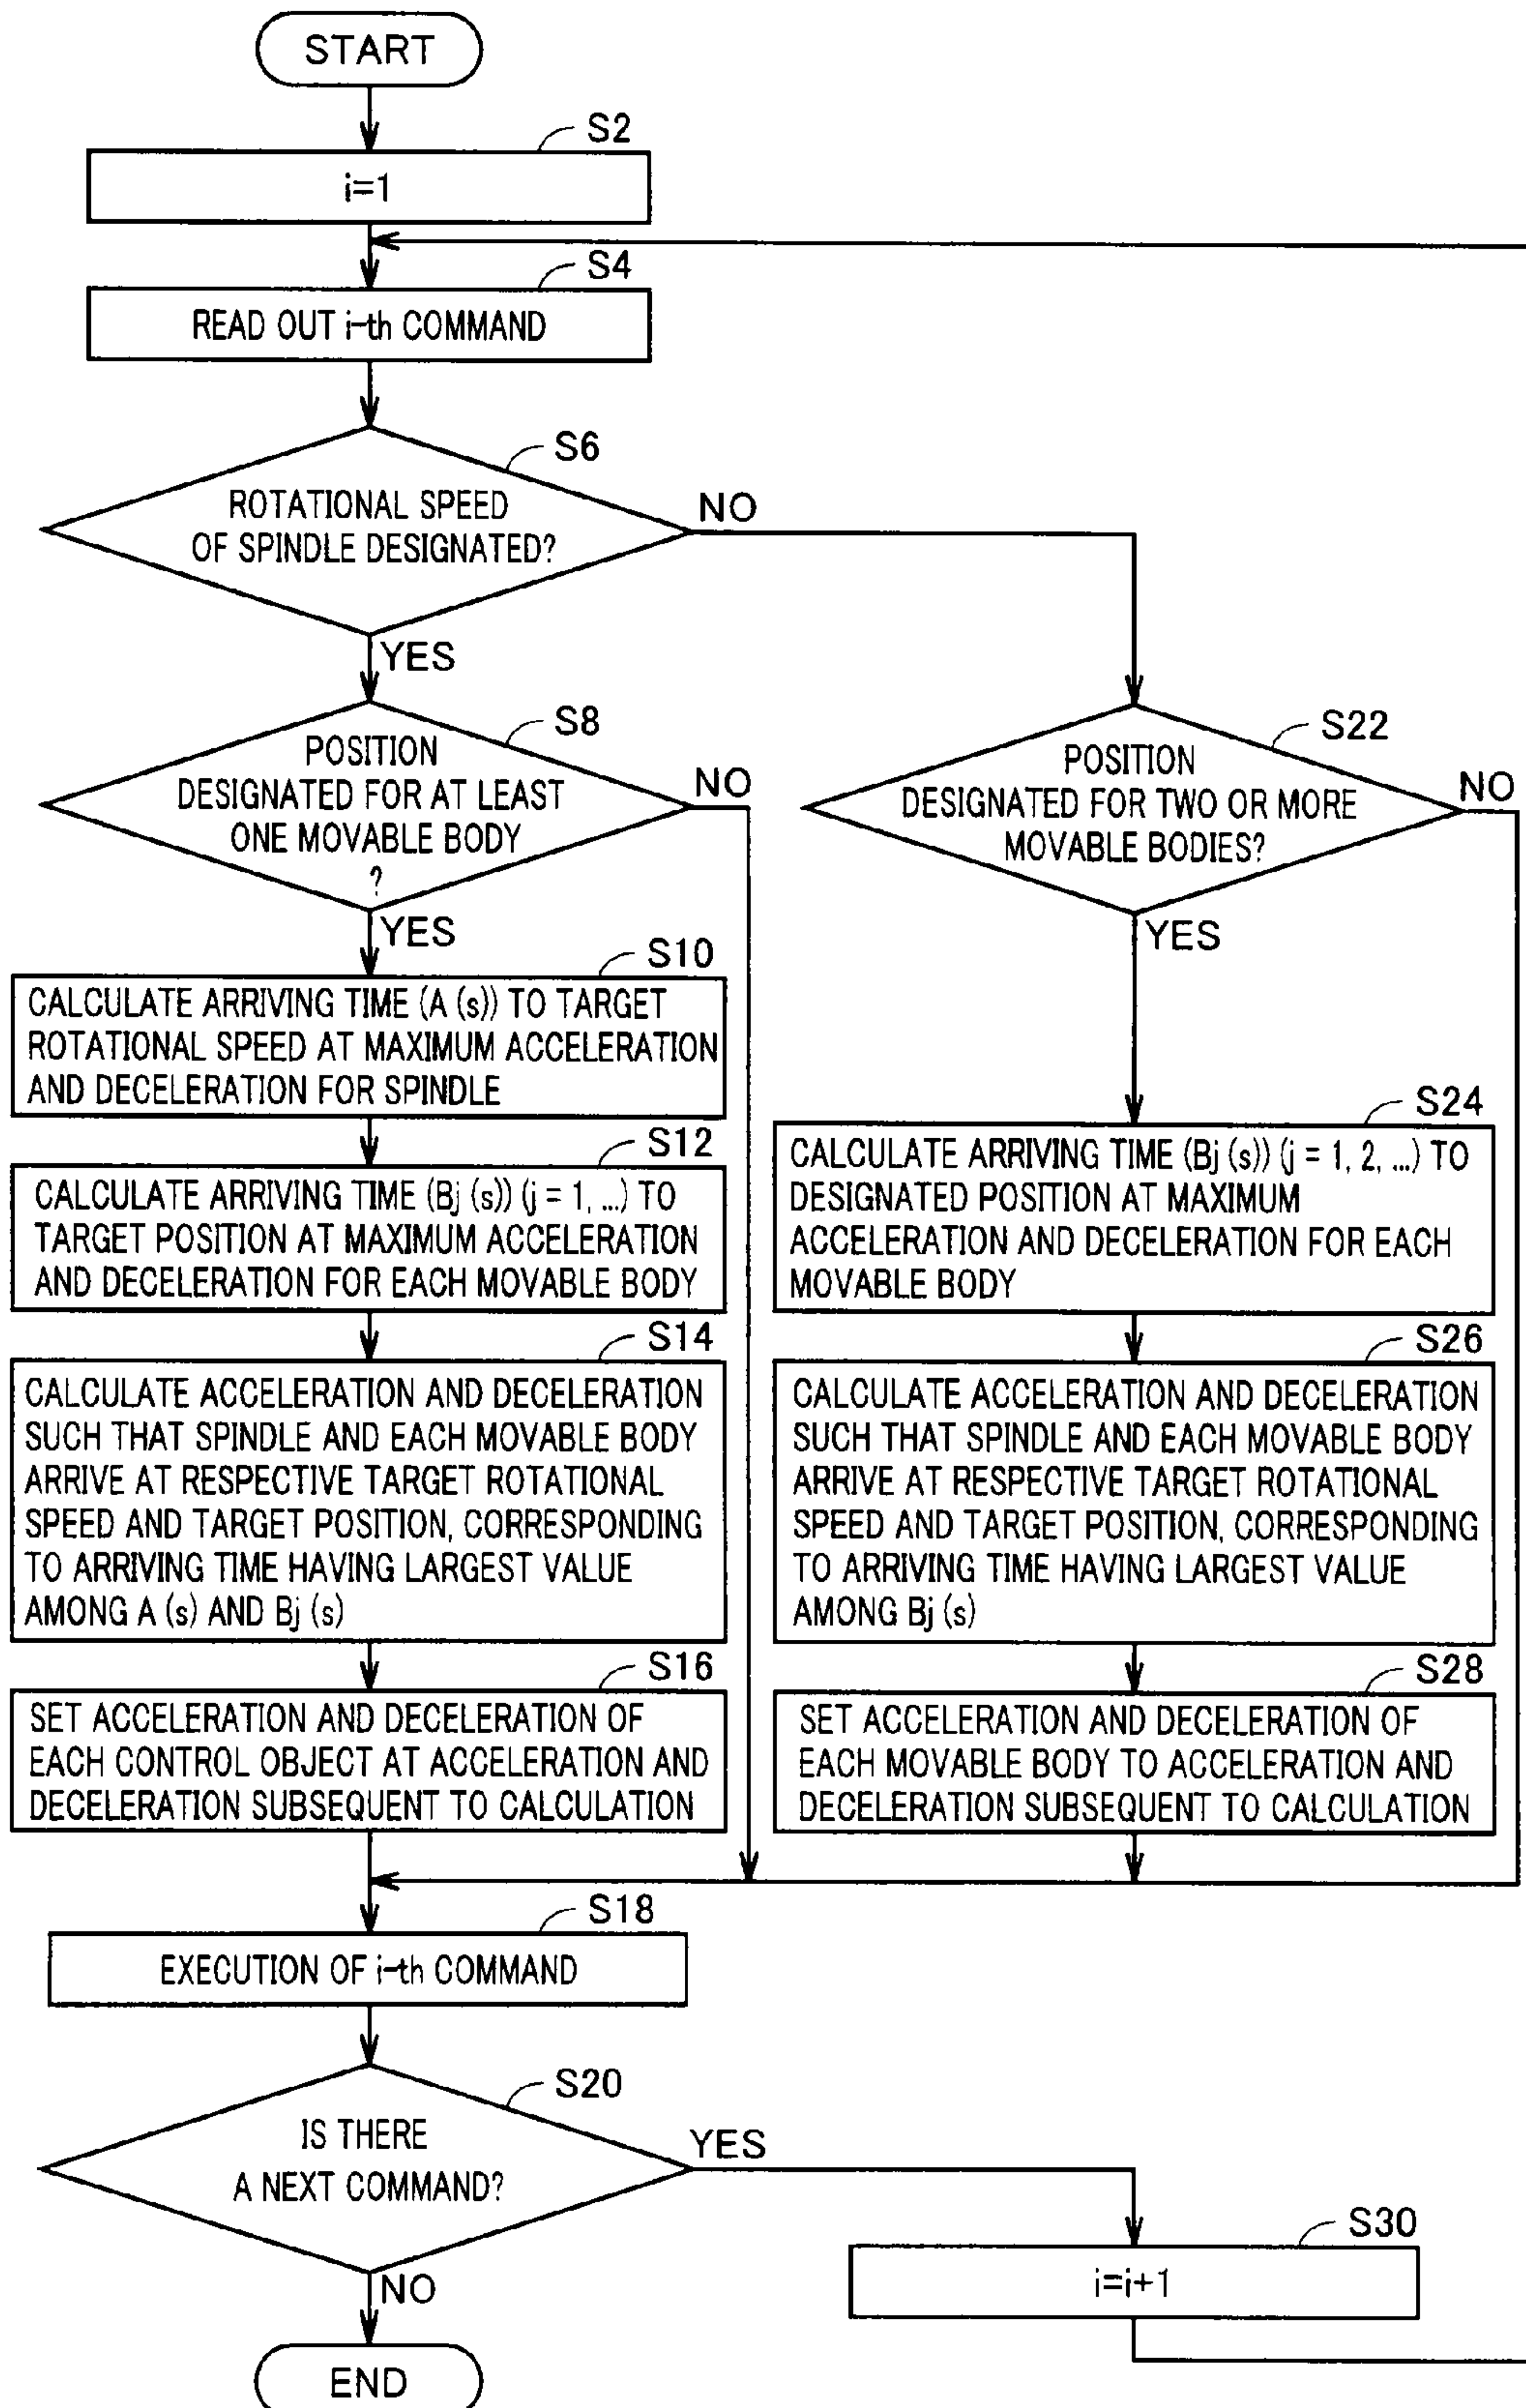 START
S2
i=1
S4
READ OUT i-th COMMAND
S6
ROTATIONAL SPEED
OF SPINDLE DESIGNATED?
NO
YES
S8
POSITION
DESIGNATED FOR AT LEAST
ONE MOVABLE BODY
?
NO
YES
S10
CALCULATE ARRIVING TIME (A (s)) TO TARGET
ROTATIONAL SPEED AT MAXIMUM ACCELERATION
AND DECELERATION FOR SPINDLE
S12
CALCULATE ARRIVING TIME (Bj (s)) (j = 1, ...) TO
TARGET POSITION AT MAXIMUM ACCELERATION
AND DECELERATION FOR EACH MOVABLE BODY
S14
CALCULATE ACCELERATION AND DECELERATION
SUCH THAT SPINDLE AND EACH MOVABLE BODY
ARRIVE AT RESPECTIVE TARGET ROTATIONAL
SPEED AND TARGET POSITION, CORRESPONDING
TO ARRIVING TIME HAVING LARGEST VALUE
AMONG A (s) AND Bj (s)
S16
SET ACCELERATION AND DECELERATION OF
EACH CONTROL OBJECT AT ACCELERATION AND
DECELERATION SUBSEQUENT TO CALCULATION
S22
POSITION
DESIGNATED FOR TWO OR MORE
MOVABLE BODIES?
NO
YES
S24
CALCULATE ARRIVING TIME (Bj (s)) (j = 1, 2, ...) TO
DESIGNATED POSITION AT MAXIMUM
ACCELERATION AND DECELERATION FOR EACH
MOVABLE BODY
S26
CALCULATE ACCELERATION AND DECELERATION
SUCH THAT SPINDLE AND EACH MOVABLE BODY
ARRIVE AT RESPECTIVE TARGET ROTATIONAL
SPEED AND TARGET POSITION, CORRESPONDING
TO ARRIVING TIME HAVING LARGEST VALUE
AMONG Bj (s)
S28
SET ACCELERATION AND DECELERATION OF
EACH MOVABLE BODY TO ACCELERATION AND
DECELERATION SUBSEQUENT TO CALCULATION
S18
EXECUTION OF i-th COMMAND
S20
IS THERE
A NEXT COMMAND?
YES
NO
S30
i=i+1
END